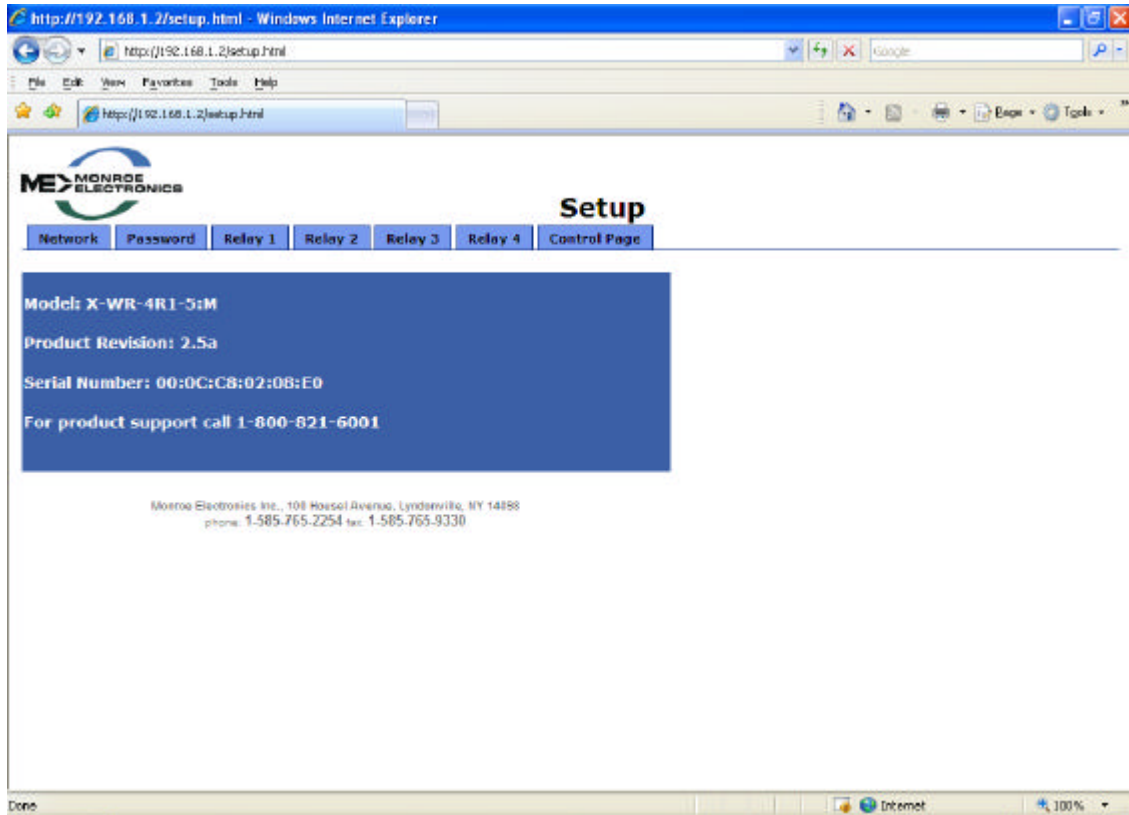 http://192.168.1.2/setup.html - Windows Internet Explorer
http://192.168.1.2/setup.html
Google
File Edit View Favorites Tools Help
http://192.168.1.2/setup.html
Page
Tools
ME MONROE
ELECTRONICS
Setup
Network Password Relay 1 Relay 2 Relay 3 Relay 4 Control Page
Model: X-WR-4R1-5:M
Product Revision: 2.5a
Serial Number: 00:0C:C8:02:08:E0
For product support call 1-800-821-6001
Monroe Electronics Inc., 100 Housel Avenue, Lyndonville, NY 14098
phone: 1-585-765-2254 fax: 1-585-765-9330
Done
Internet
100%